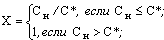 X = { Cн / C*, если Cн ≤ C*;
1, если Cн > C*;